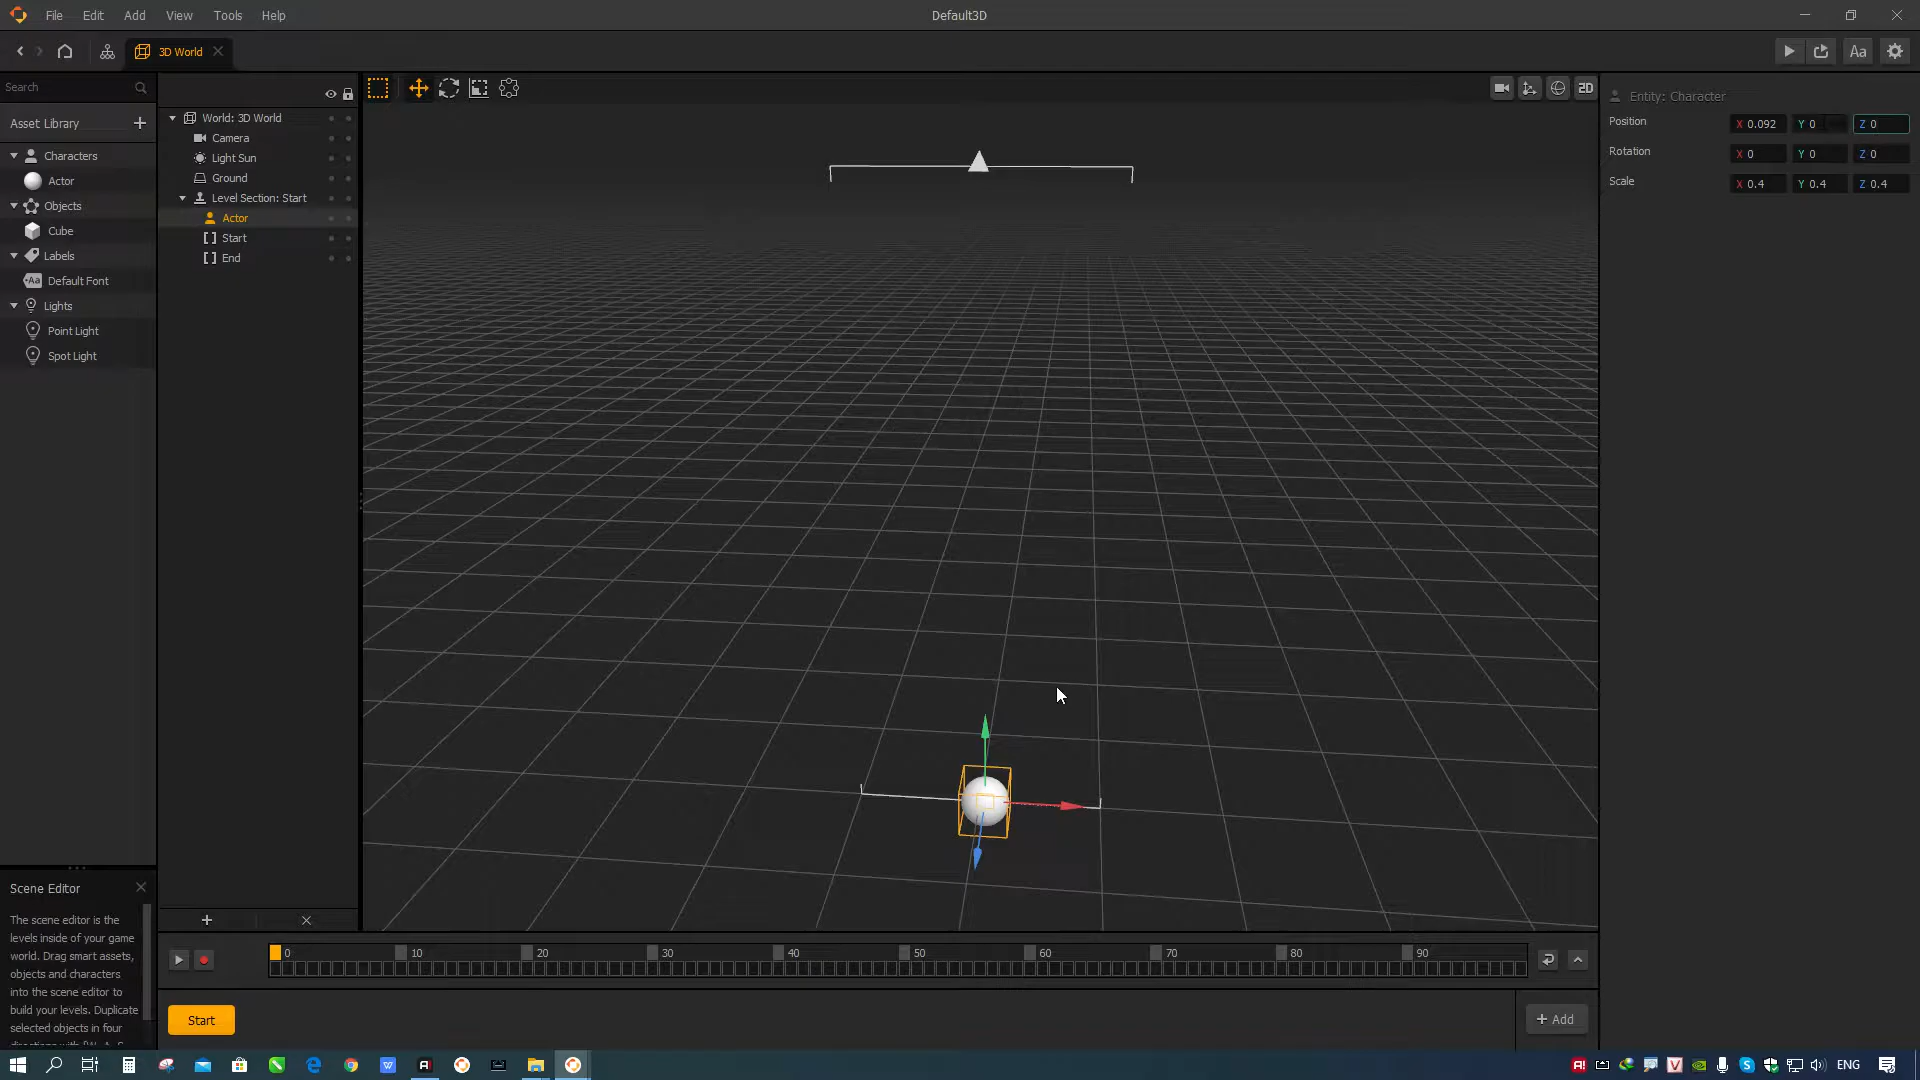 File Edit Add View Tools Help
Default3D
3D World
Aa
Search
Asset Library
Characters
Actor
Objects
Cube
Labels
Aa Default Font
Lights
Point Light
Spot Light
World: 3D World
Camera
Light Sun
Ground
Level Section: Start
Actor
Start
End
2D
Entity: Character
Position X 0.092 Y 0 Z 0
Rotation X 0 Y 0 Z 0
Scale X 0.4 Y 0.4 Z 0.4
Scene Editor
The scene editor is the
levels inside of your game
world. Drag smart assets,
objects and characters
into the scene editor to
build your levels. Duplicate
selected objects in four
0 10 20 30 40 50 60 70 80 90
Start
+ Add
ENG